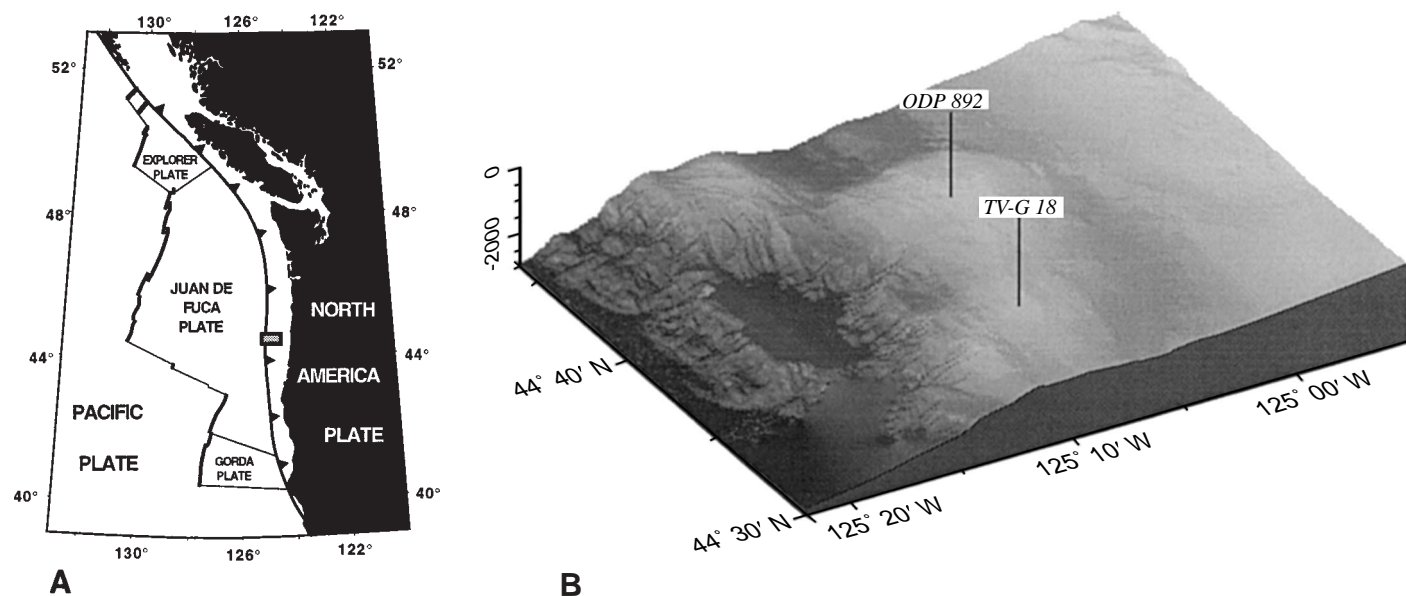 130° 126° 122°
52° 52°
EXPLORER
PLATE
48° 48°
JUAN DE
FUCA
PLATE
NORTH
44° 44°
AMERICA
PACIFIC
PLATE
PLATE
GORDA
PLATE
40° 40°
130° 126° 122°
A
ODP 892
TV-G 18
0
-2000
44° 40' N
44° 30' N
125° 20' W
125° 10' W
125° 00' W
B